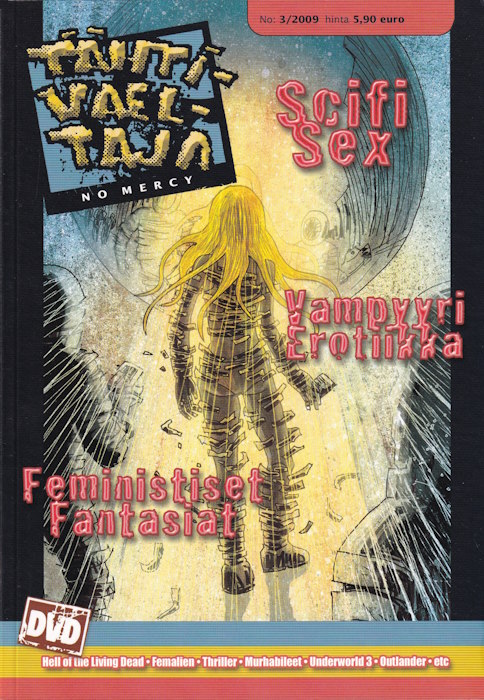 No: 3/2009 hinta 5,90 euro
TÄHTI-
VAEL-
TAJA
NO MERCY
Scifi
Sex
Vampyyri
Erotiikka
Feministiset
Fantasiat
DVD
Hell of the Living Dead • Femalien • Thriller • Murhabileet • Underworld 3 • Outlander • etc